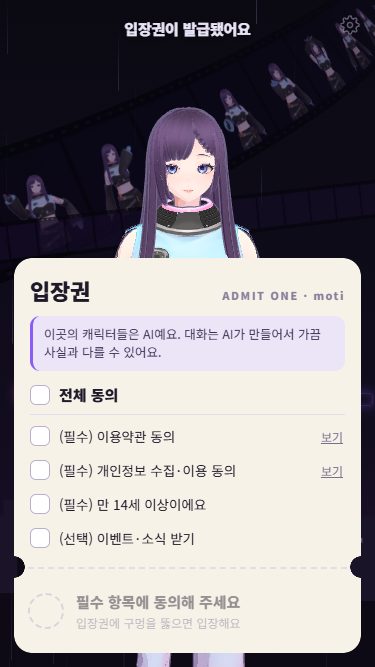 입장권이 발급됐어요
입장권
ADMIT ONE · moti
이곳의 캐릭터들은 AI예요. 대화는 AI가 만들어서 가끔
사실과 다를 수 있어요.
전체 동의
(필수) 이용약관 동의 보기
(필수) 개인정보 수집·이용 동의 보기
(필수) 만 14세 이상이에요
(선택) 이벤트·소식 받기
필수 항목에 동의해 주세요
입장권에 구멍을 뚫으면 입장해요